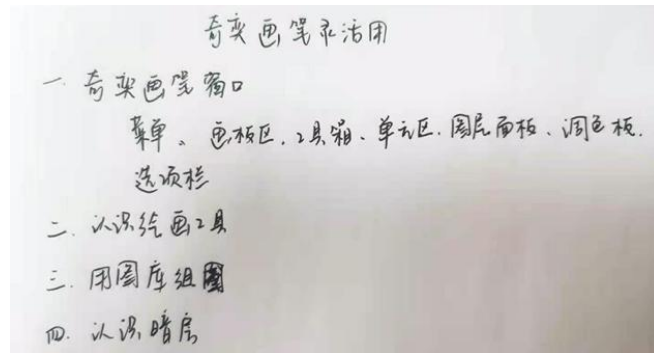 奇奕画笔灵活用
一. 奇奕画笔窗口
菜单、画板区、工具箱、单元区、图层面板、调色板.
选项栏
二. 认识绘画工具
三. 用图库组图
四. 认识暗房